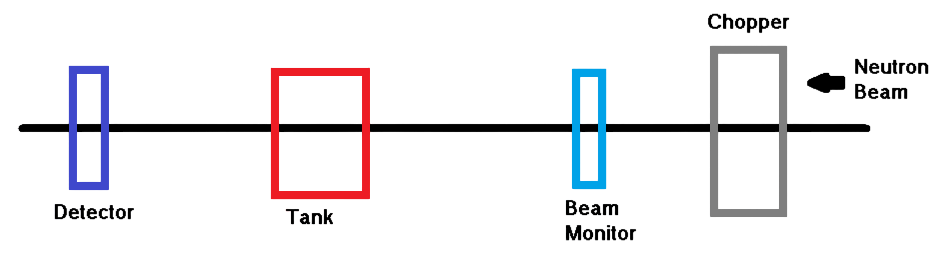 Chopper
Neutron
Beam
Detector
Tank
Beam
Monitor